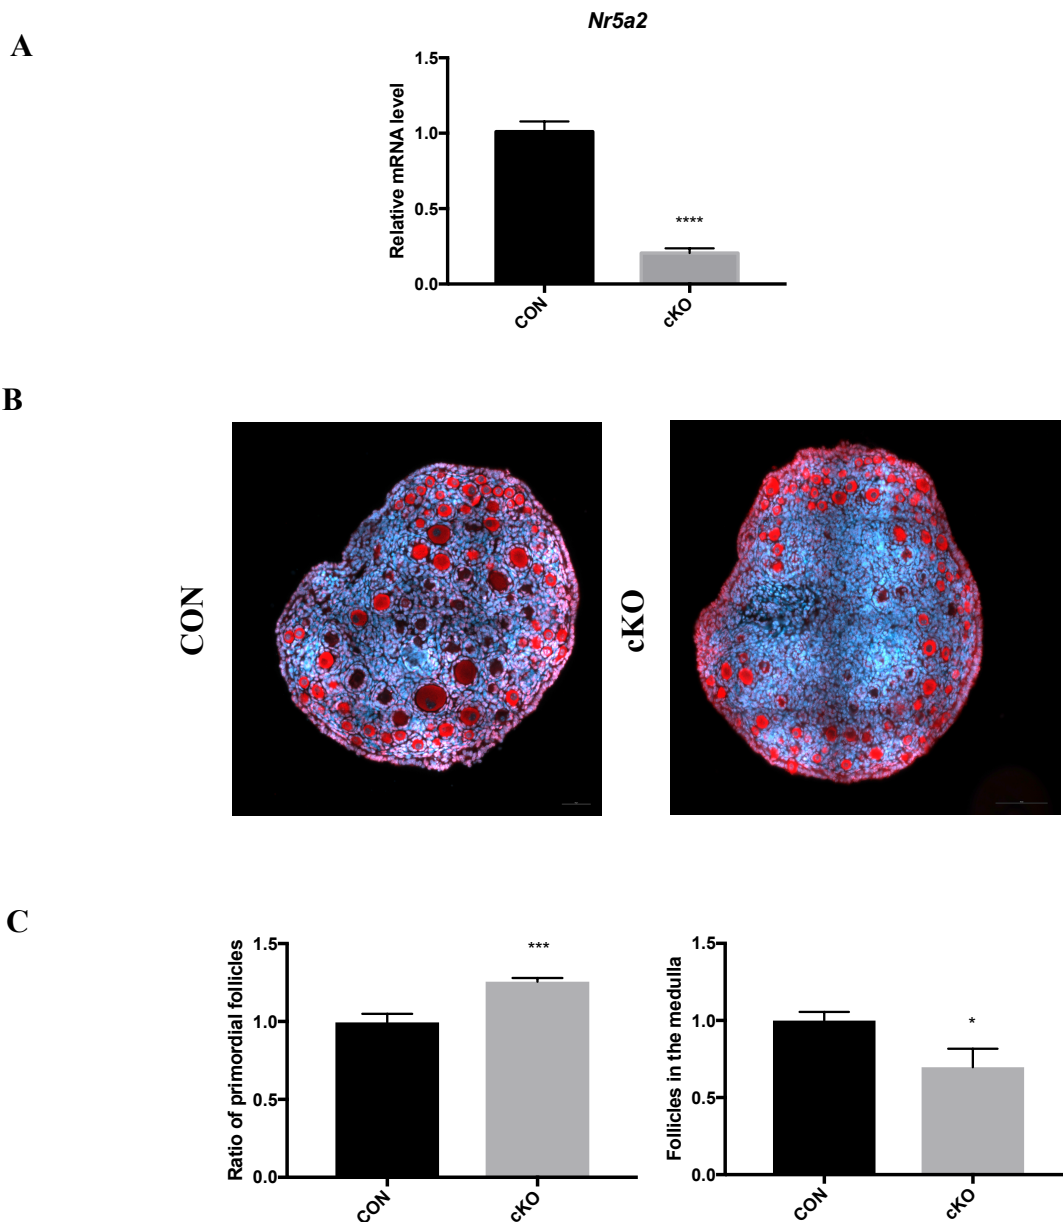 A
Nr5a2
Relative mRNA level
1.5
1.0
0.5
0.0
****
CON
cKO
B
CON
cKO
C
Ratio of primordial follicles
1.5
1.0
0.5
0.0
***
CON
cKO
Follicles in the medulla
1.5
1.0
0.5
0.0
*
CON
cKO